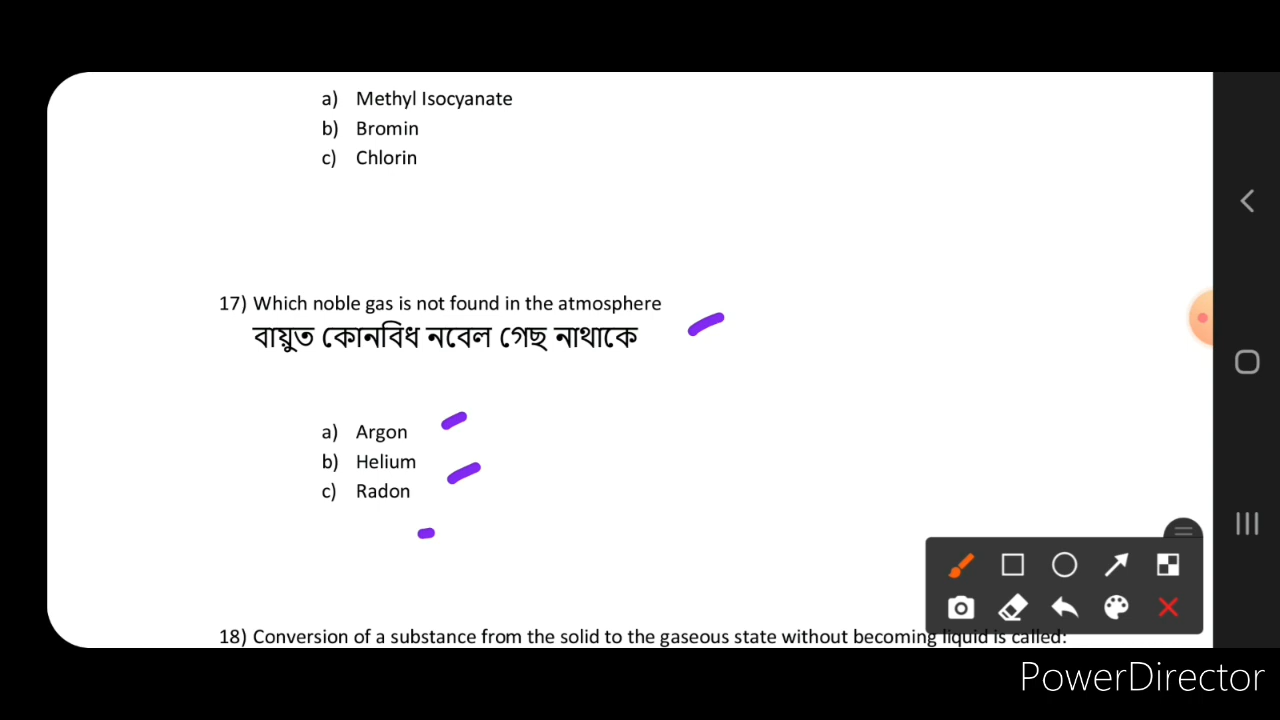 a) Methyl Isocyanate
b) Bromin
c) Chlorin
17) Which noble gas is not found in the atmosphere
বায়ুত কোনবিধ নবেল গেছ নাথাকে
a) Argon
b) Helium
c) Radon
18) Conversion of a substance from the solid to the gaseous state without becoming liquid is called:
PowerDirector